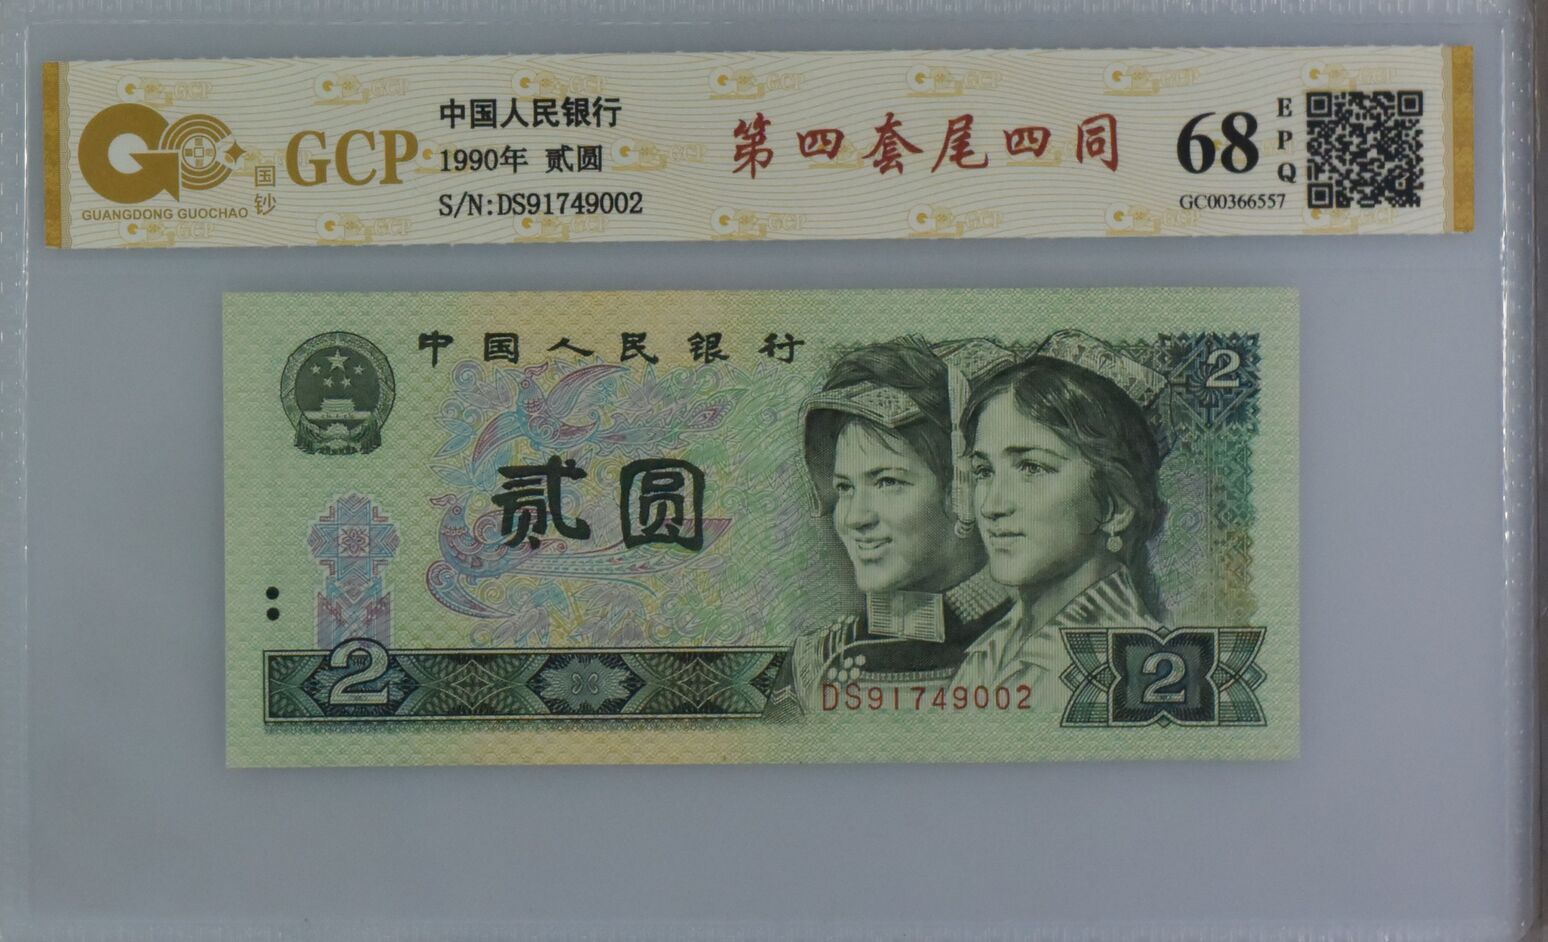 GCP
国钞
GUANGDONG GUOCHAO
中国人民银行
1990年 贰圆
S/N:DS91749002
第四套尾四同
68
EPQ
GC00366557
中国人民银行
2
贰圆
2
DS91749002
2